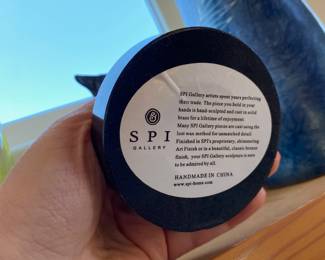 SPI
GALLERY
SPI Gallery artists spent years perfecting
their trade. The piece you hold in your
hands is hand sculpted and cast in solid
brass for a lifetime of enjoyment.
Many SPI Gallery pieces are cast using the
lost wax method for unmatched detail.
Finished in SPI's proprietary, shimmering
Art Finish or in a beautiful, classic bronze
finish, your SPI Gallery sculpture is sure
to be admired by all.
HANDMADE IN CHINA
www.spi-home.com